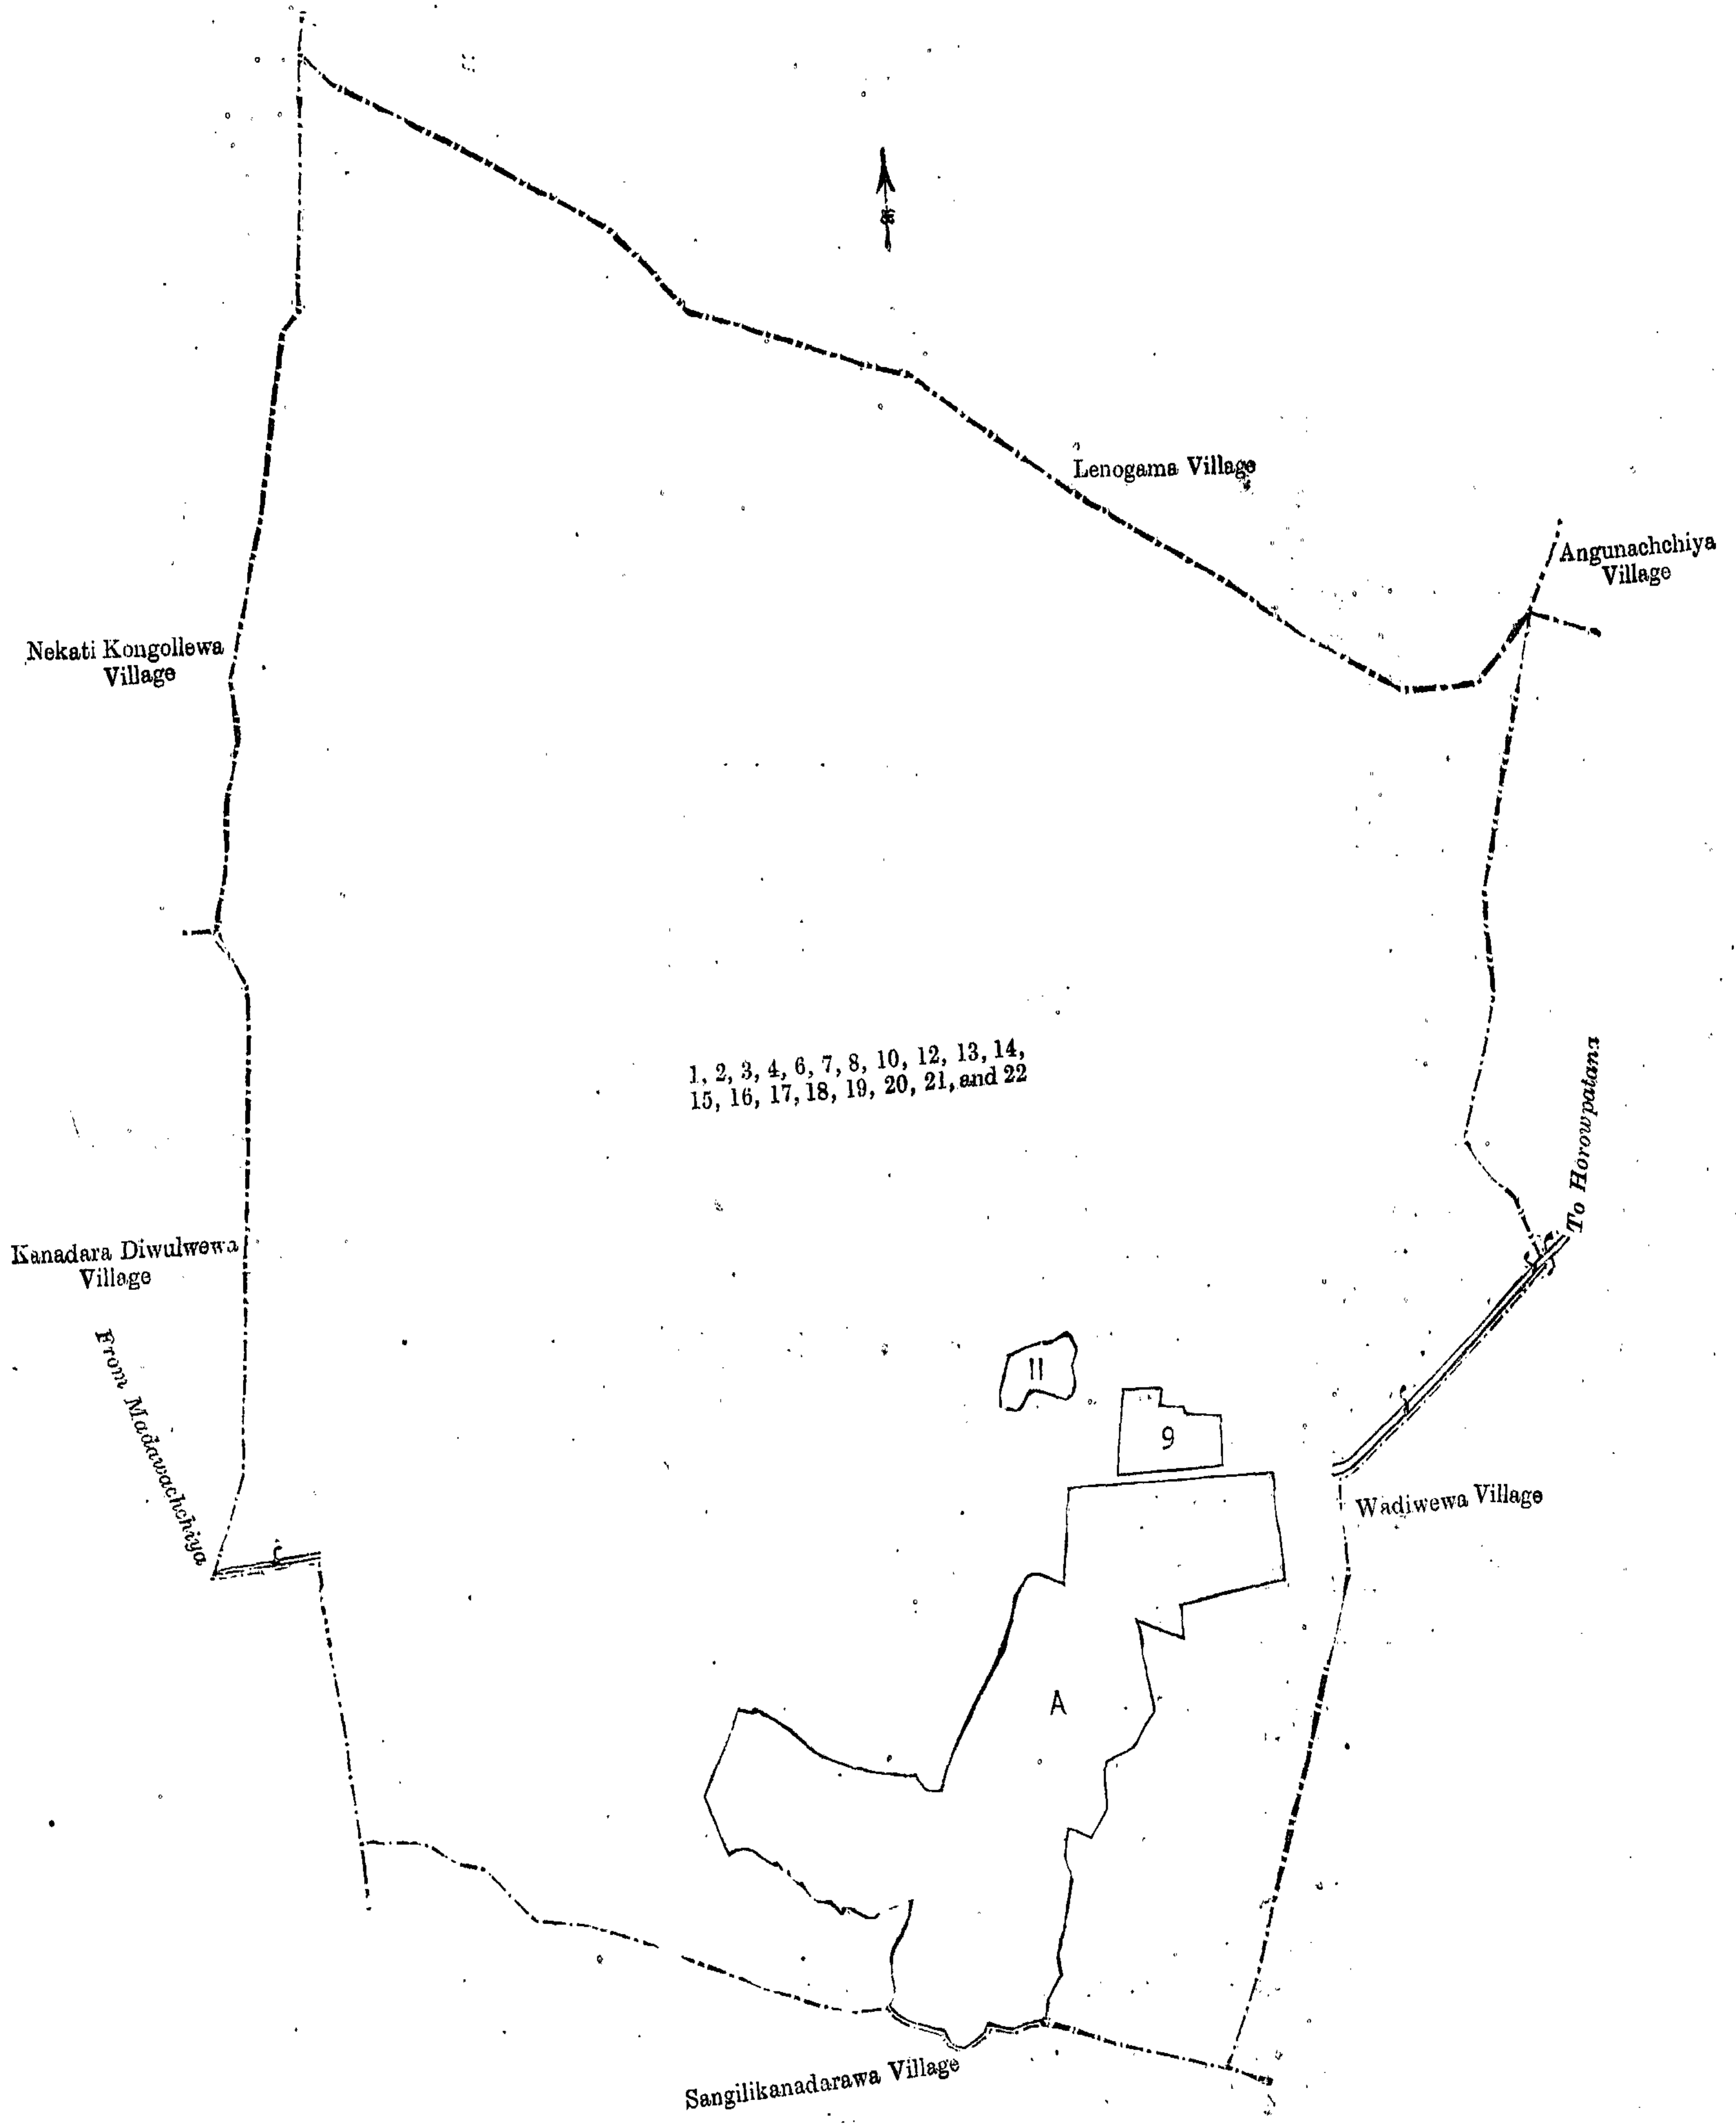 Lenogama Village
Angunachchiya
Village
Nekati Kongollewa
Village
1, 2, 3, 4, 6, 7, 8, 10, 12, 13, 14,
15, 16, 17, 18, 19, 20, 21, and 22
To Horowpatana
Kanadara Diwulwewa
Village
From Madawachchiya
11
9
Wadiwewa Village
A
Sangilikanadarawa Village